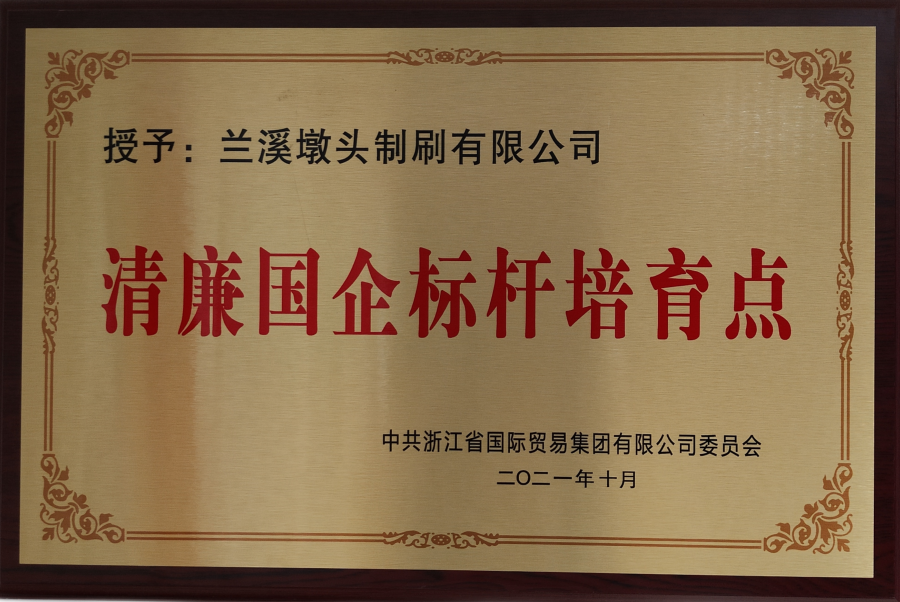 授予：兰溪墩头制刷有限公司
清廉国企标杆培育点
中共浙江省国际贸易集团有限公司委员会
二〇二一年十月